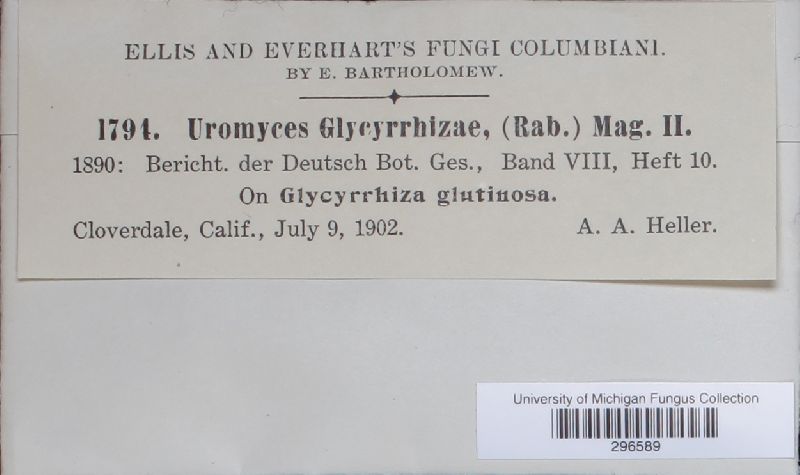 ELLIS AND EVERHART'S FUNGI COLUMBIANI.
BY E. BARTHOLOMEW.
1794. Uromyces Glycyrrhizae, (Rab.) Mag. II.
1890: Bericht. der Deutsch Bot. Ges., Band VIII, Heft 10.
On Glycyrrhiza glutinosa.
Cloverdale, Calif., July 9, 1902. A. A. Heller.
University of Michigan Fungus Collection
296589